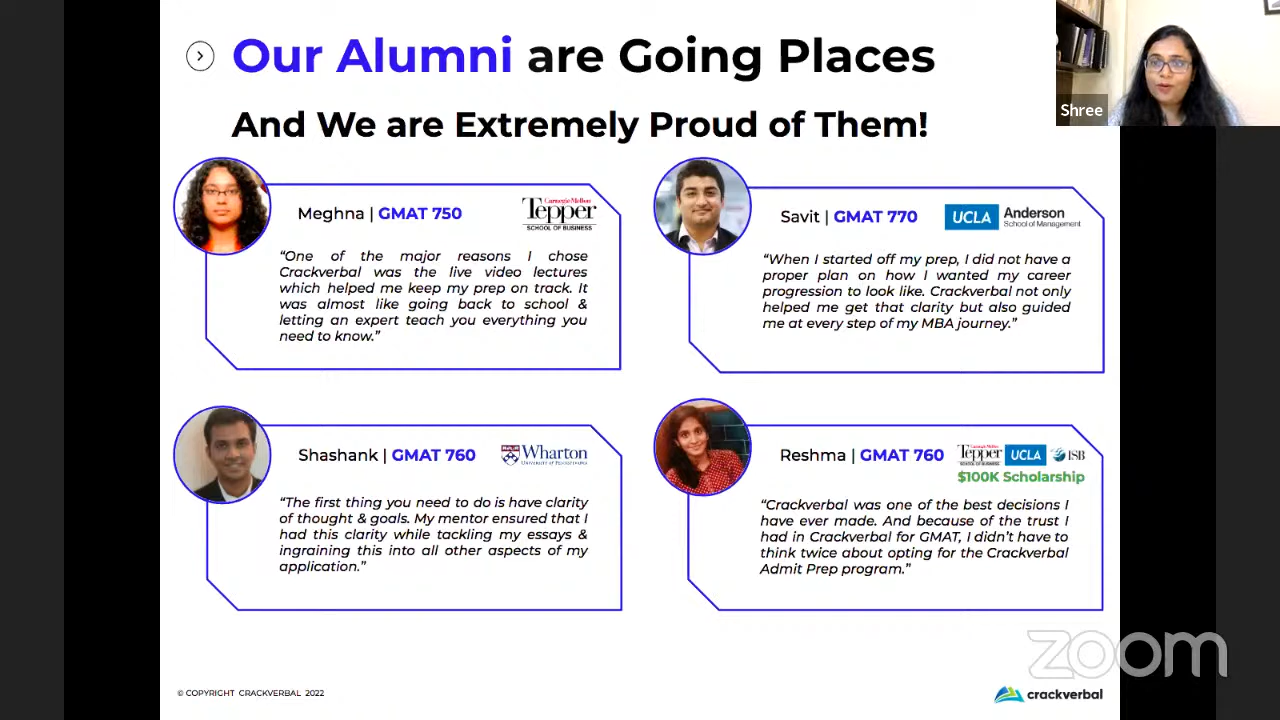 Our Alumni are Going Places
And We are Extremely Proud of Them!
Shree
Meghna | GMAT 750
Carnegie Mellon
Tepper
SCHOOL OF BUSINESS
"One of the major reasons I chose
Crackverbal was the live video lectures
which helped me keep my prep on track. It
was almost like going back to school &
letting an expert teach you everything you
need to know."
Savit | GMAT 770
UCLA Anderson
School of Management
"When I started off my prep, I did not have a
proper plan on how I wanted my career
progression to look like. Crackverbal not only
helped me get that clarity but also guided
me at every step of my MBA journey."
Shashank | GMAT 760
Wharton
University of Pennsylvania
"The first thing you need to do is have clarity
of thought & goals. My mentor ensured that I
had this clarity while tackling my essays &
ingraining this into all other aspects of my
application."
Reshma | GMAT 760
Carnegie Mellon
Tepper
SCHOOL OF BUSINESS
UCLA
ISB
$100K Scholarship
"Crackverbal was one of the best decisions I
have ever made. And because of the trust I
had in Crackverbal for GMAT, I didn't have to
think twice about opting for the Crackverbal
Admit Prep program."
zoom
© COPYRIGHT CRACKVERBAL 2022
crackverbal